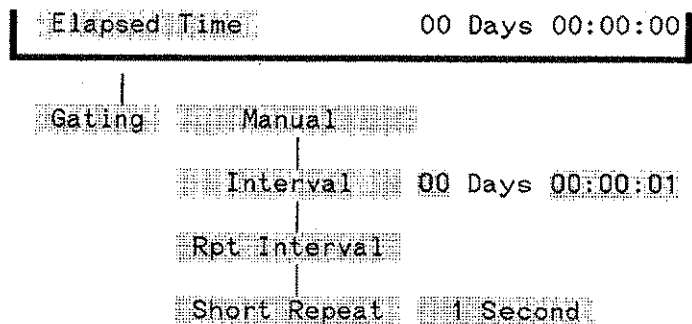 Elapsed Time 00 Days 00:00:00
Gating Manual
Interval 00 Days 00:00:01
Rpt Interval
Short Repeat 1 Second